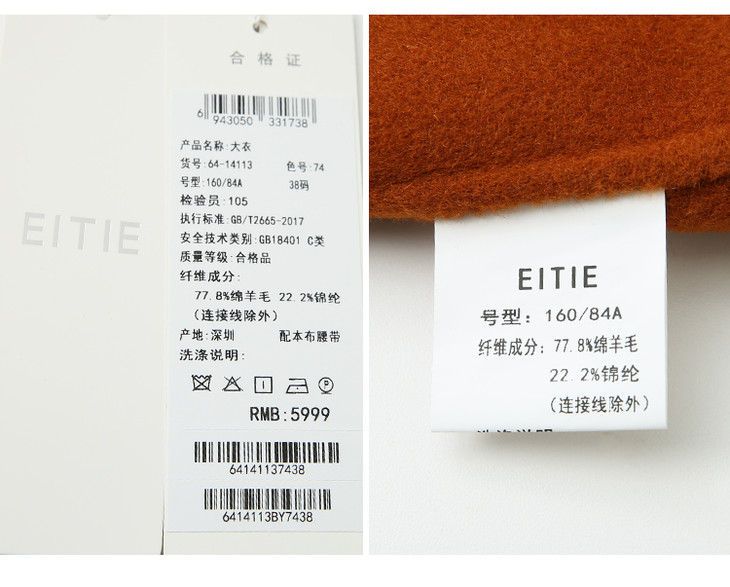 EITIE
合格证
6 943050 331738
产品名称:大衣
货号:64-14113 色号:74
号型:160/84A 38码
检验员:105
执行标准:GB/T2665-2017
安全技术类别:GB18401 C类
质量等级:合格品
纤维成分:
77.8%绵羊毛 22.2%锦纶
(连接线除外)
产地:深圳 配本布腰带
洗涤说明:
RMB:5999
64141137438
6414113BY7438
EITIE
号型: 160/84A
纤维成分: 77.8%绵羊毛
22.2%锦纶
(连接线除外)